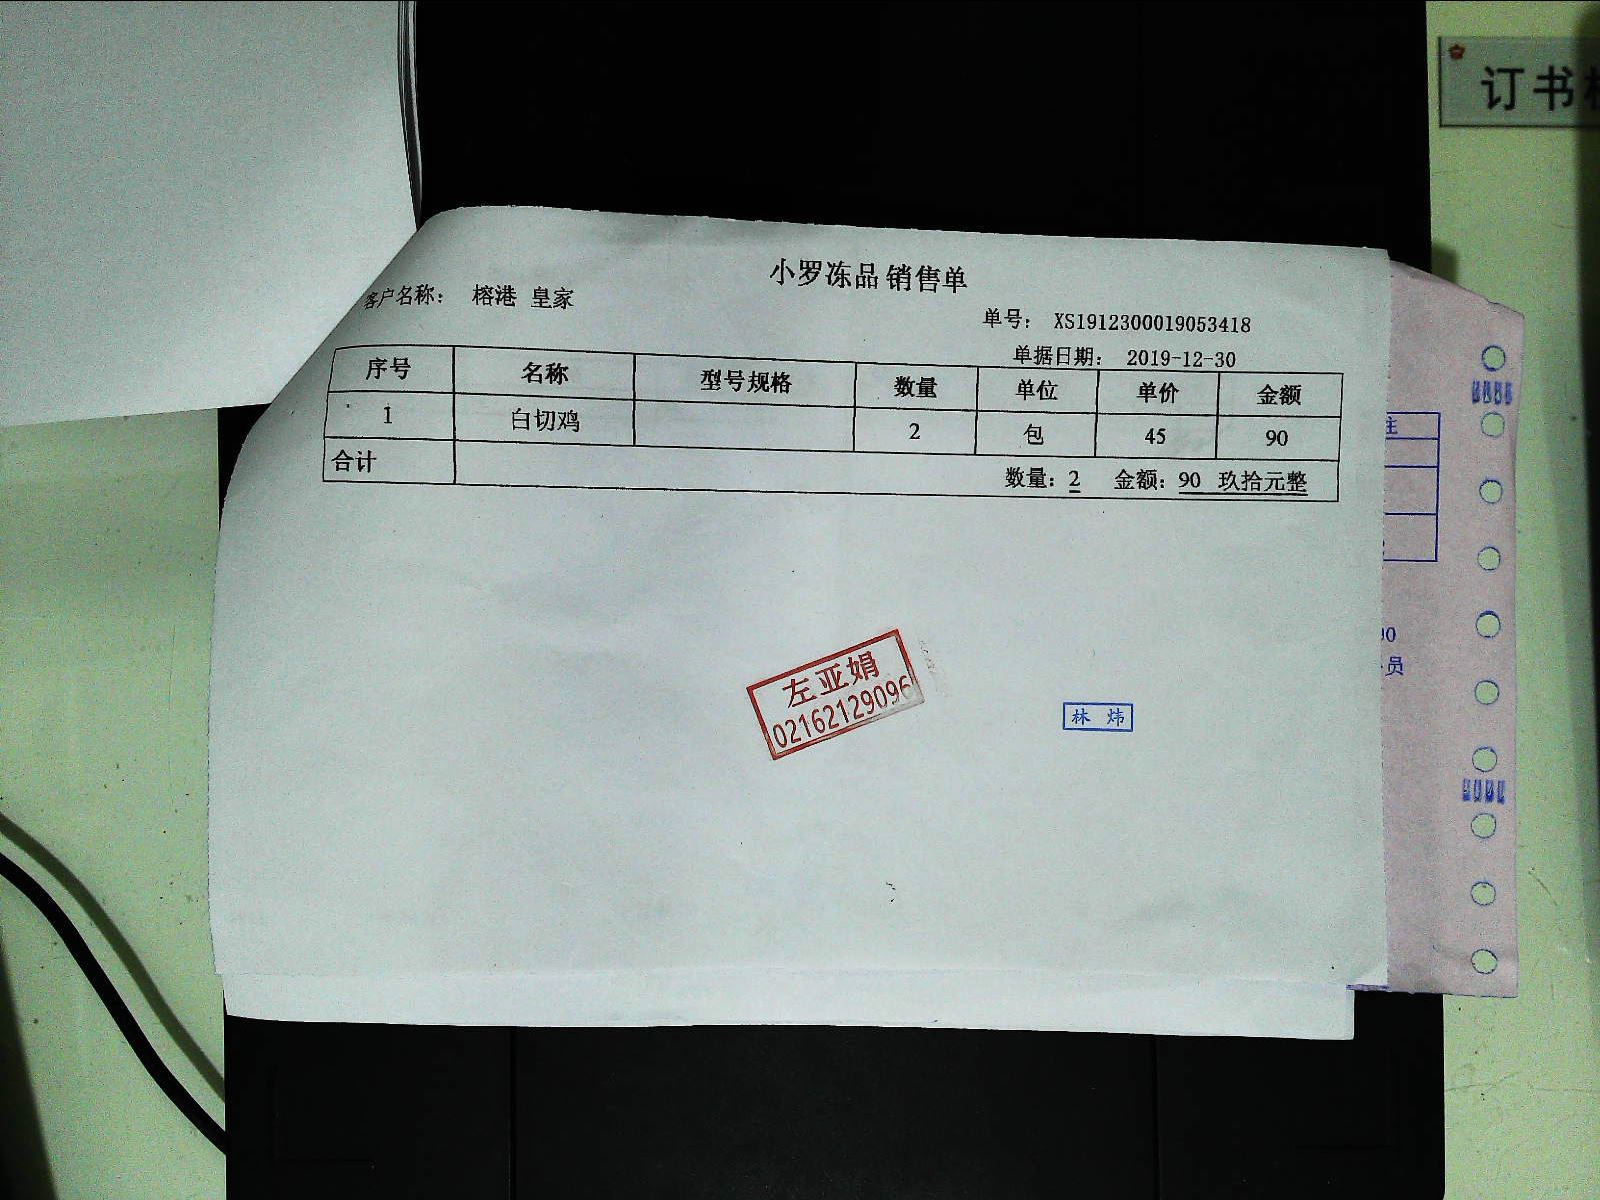 订书
小罗冻品 销售单
客户名称： 榕港 皇家
单号： XS1912300019053418
单据日期： 2019-12-30
序号 名称 型号规格 数量 单位 单价 金额
1 白切鸡 2 包 45 90
合计 数量：2 金额：90 玖拾元整
左亚娟
02162129096
林 炜
注
员